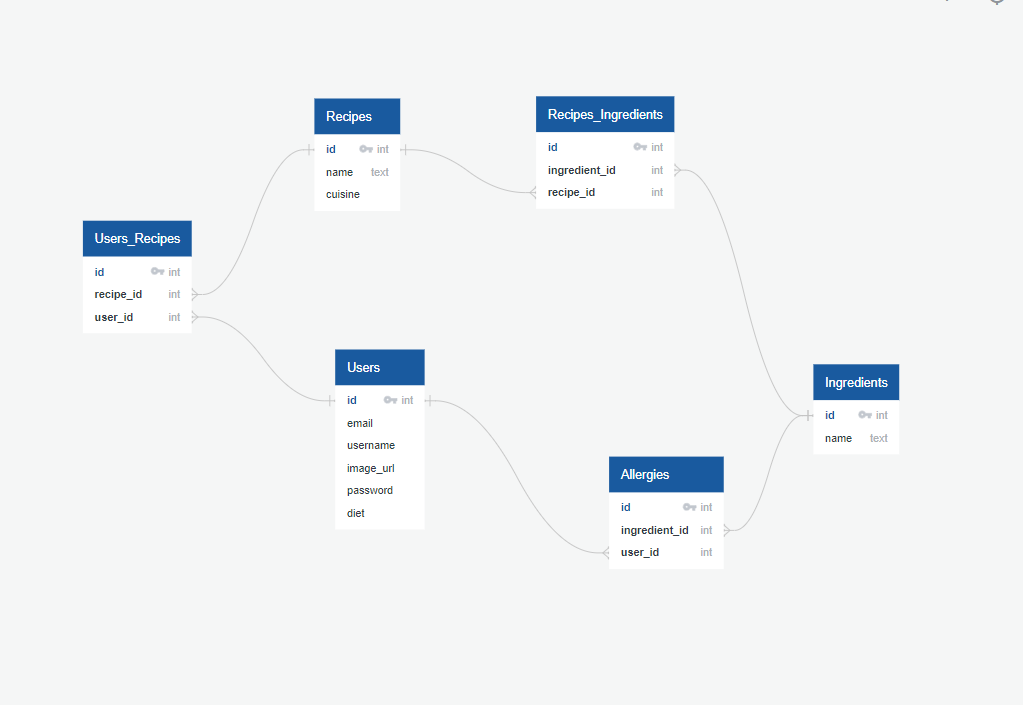 Recipes
id int
name text
cuisine
Recipes_Ingredients
id int
ingredient_id int
recipe_id int
Users_Recipes
id int
recipe_id int
user_id int
Users
id int
email
username
image_url
password
diet
Ingredients
id int
name text
Allergies
id int
ingredient_id int
user_id int